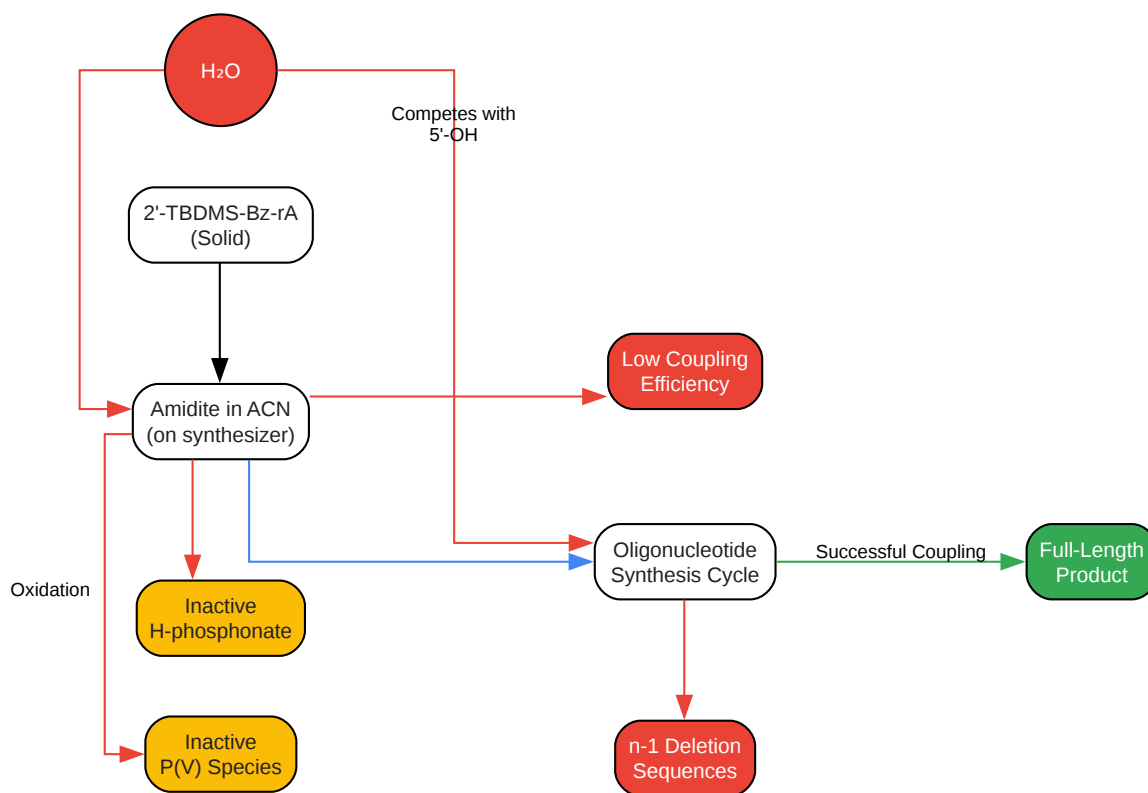 H₂O
Competes with
5'-OH
2'-TBDMS-Bz-rA
(Solid)
Low Coupling
Efficiency
Amidite in ACN
(on synthesizer)
Oligonucleotide
Synthesis Cycle
Successful Coupling
Full-Length
Product
Oxidation
Inactive
H-phosphonate
Inactive
P(V) Species
n-1 Deletion
Sequences